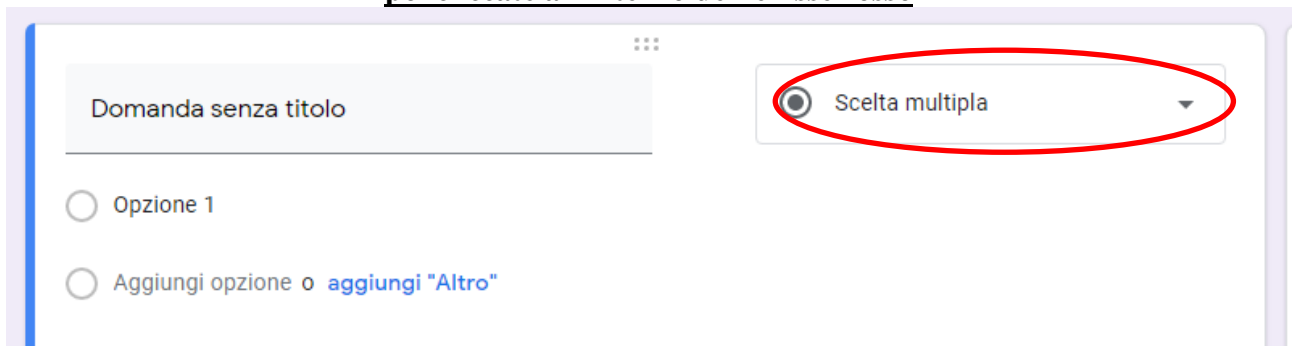 Domanda senza titolo
Scelta multipla
Opzione 1
Aggiungi opzione o aggiungi "Altro"